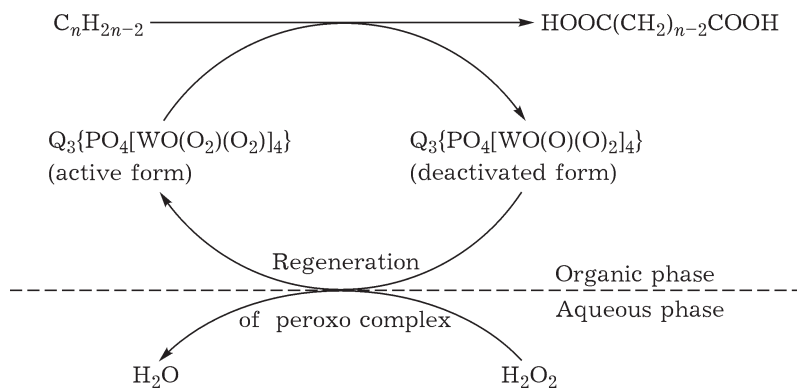 CₙH₂ₙ₋₂ HOOC(CH₂)ₙ₋₂COOH
Q₃{PO₄[WO(O₂)(O₂)]₄} Q₃{PO₄[WO(O)(O)₂]₄}
(active form) (deactivated form)
Regeneration
Organic phase
of peroxo complex
Aqueous phase
H₂O H₂O₂